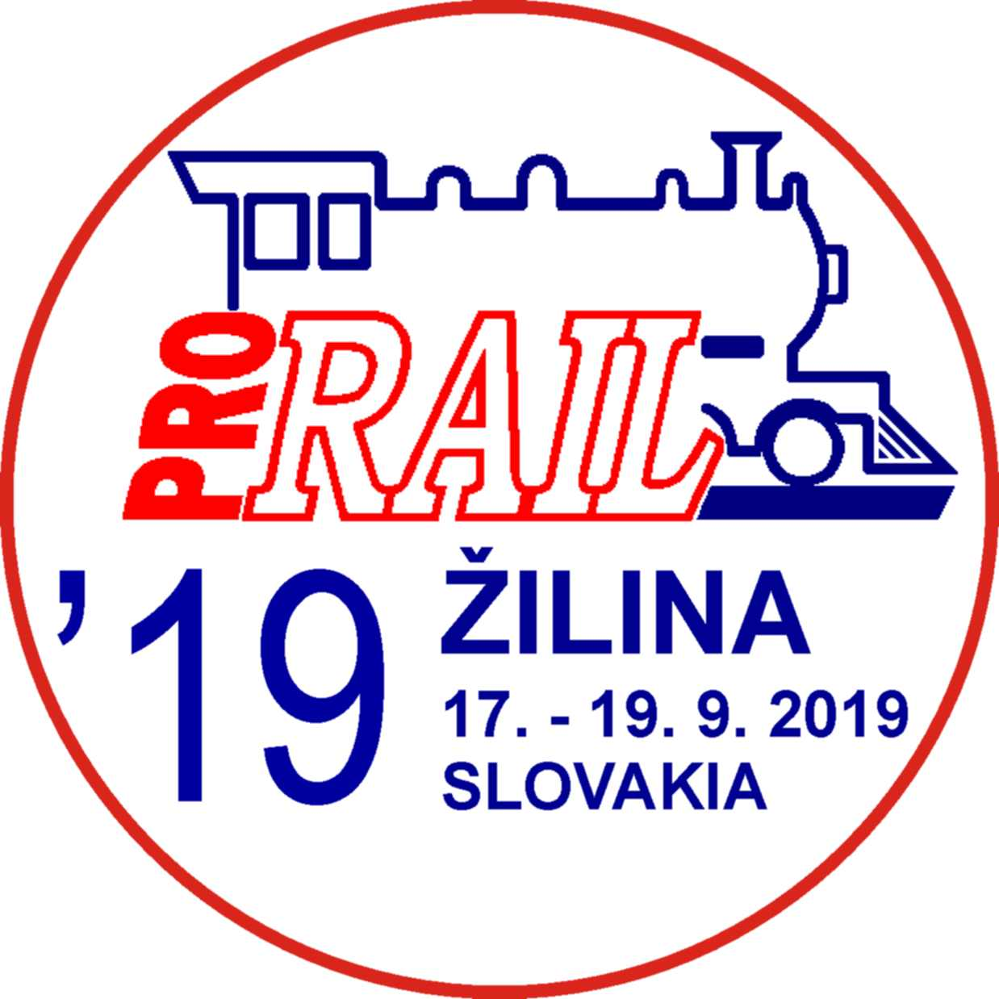 PRO
RAIL
’19
ŽILINA
17. - 19. 9. 2019
SLOVAKIA